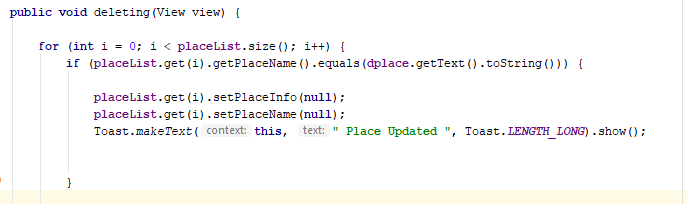 public void deleting(View view) {
for (int i = 0; i < placeList.size(); i++) {
if (placeList.get(i).getPlaceName().equals(dplace.getText().toString())) {
placeList.get(i).setPlaceInfo(null);
placeList.get(i).setPlaceName(null);
Toast.makeText( context: this, text: " Place Updated ", Toast.LENGTH_LONG).show();
}